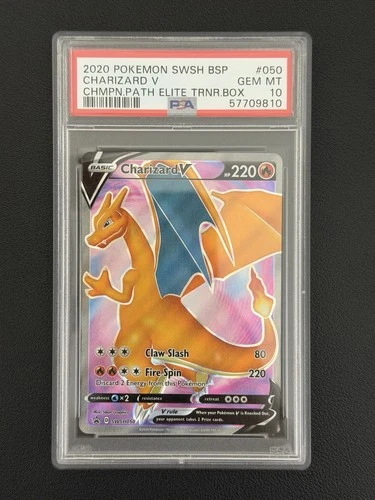 2020 POKEMON SWSH BSP #050
CHARIZARD V GEM MT
CHMPN.PATH ELITE TRNR.BOX 10
PSA 57709810
BASIC Charizard V HP 220
Claw Slash 80
Fire Spin 220
Discard 2 Energy from this Pokémon.
weakness ×2 resistance retreat
V rule When your Pokémon V is Knocked Out,
your opponent takes 2 Prize cards.